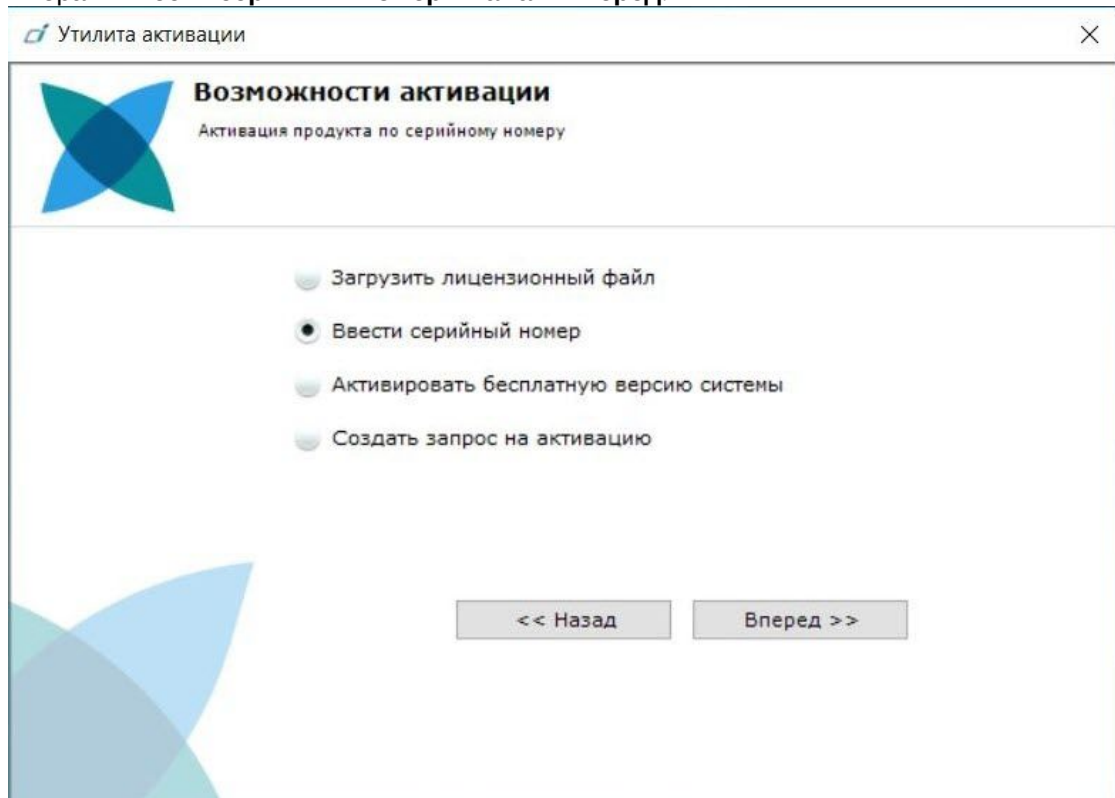 Утилита активации
Возможности активации
Активация продукта по серийному номеру
Загрузить лицензионный файл
Ввести серийный номер
Активировать бесплатную версию системы
Создать запрос на активацию
<< Назад
Вперед >>